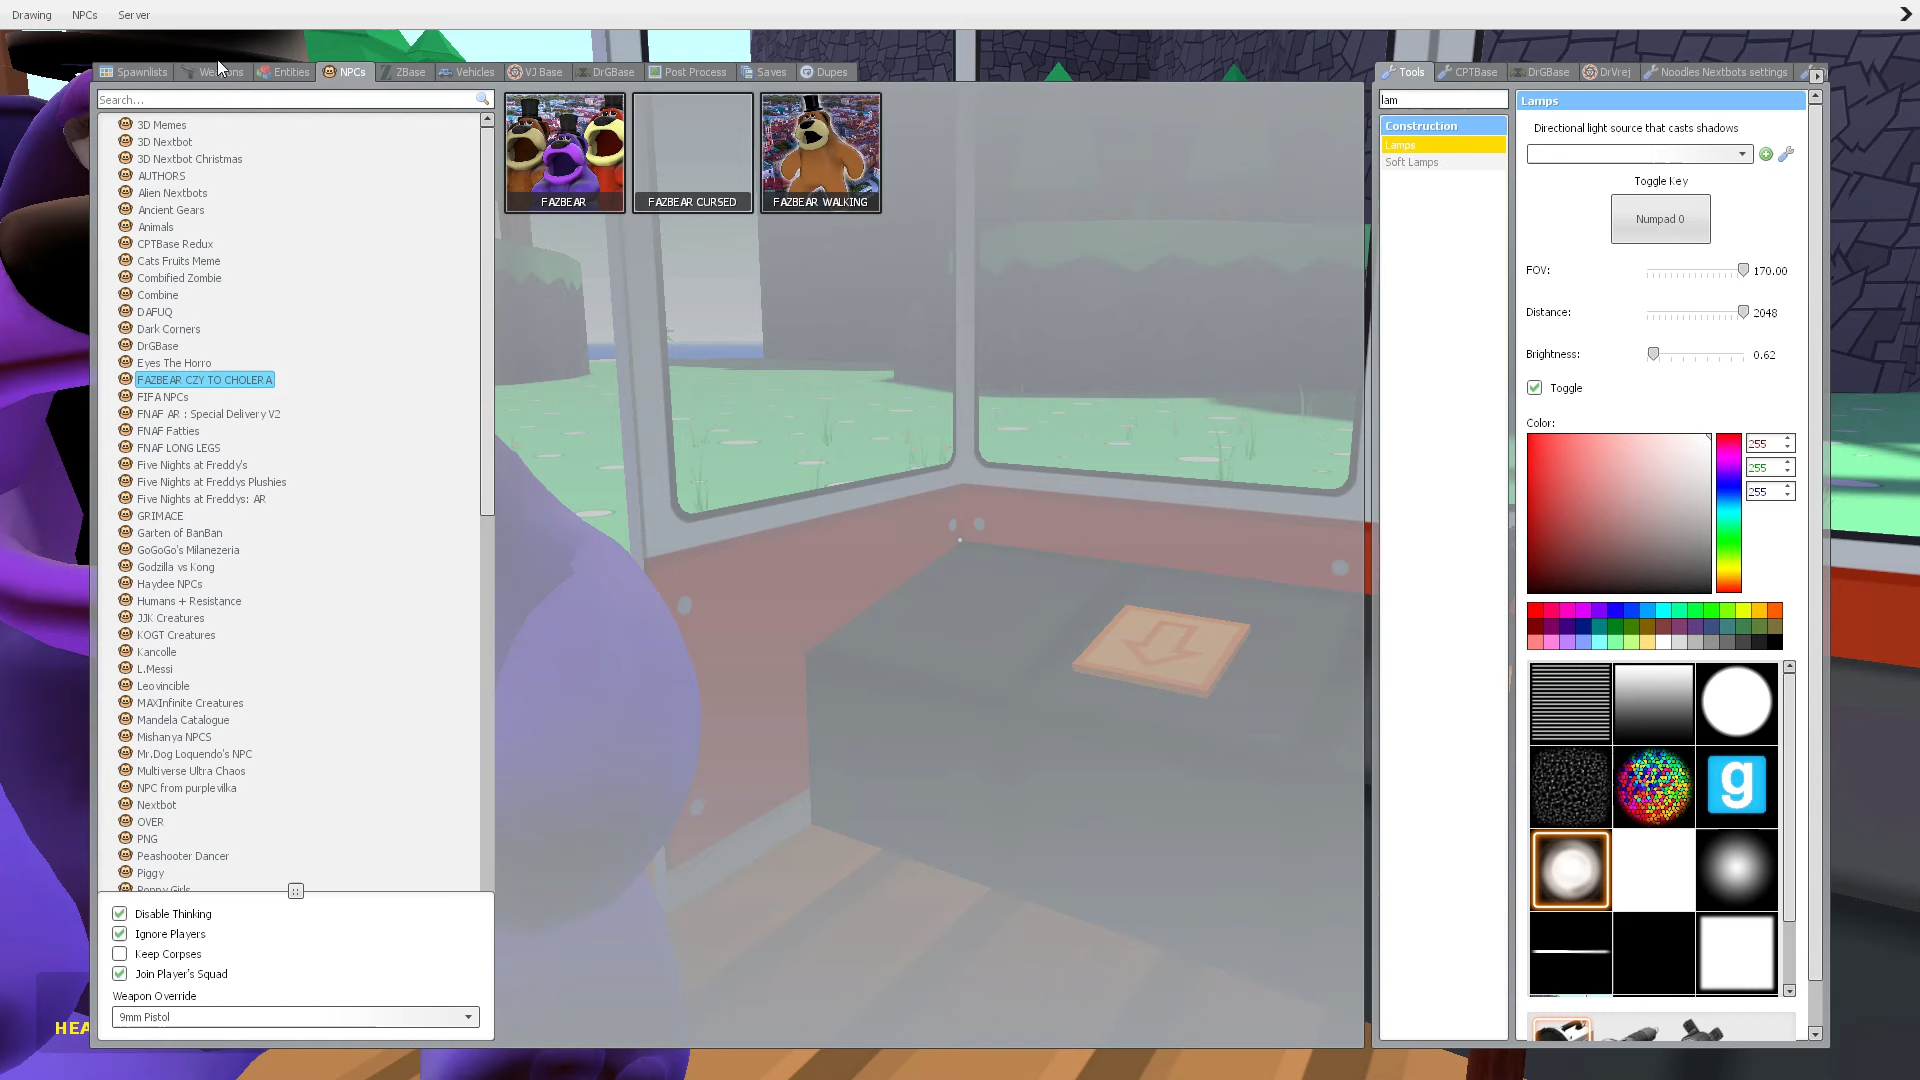 Drawing NPCs Server
Spawnlists Weapons Entities NPCs ZBase Vehicles VJ Base DrGBase Post Process Saves Dupes
Tools CPTBase DrGBase DrVrej Noodles Nextbots settings
Search...
3D Memes
3D Nextbot
3D Nextbot Christmas
AUTHORS
Alien Nextbots
Ancient Gears
Animals
CPTBase Redux
Cats Fruits Meme
Combified Zombie
Combine
DAFUQ
Dark Corners
DrGBase
Eyes The Horro
FAZBEAR CZY TO CHOLERA
FIFA NPCs
FNAF AR : Special Delivery V2
FNAF Fatties
FNAF LONG LEGS
Five Nights at Freddy's
Five Nights at Freddys Plushies
Five Nights at Freddys: AR
GRIMACE
Garten of BanBan
GoGoGo's Milanezeria
Godzilla vs Kong
Haydee NPCs
Humans + Resistance
JJK Creatures
KOGT Creatures
Kancolle
L.Messi
Leovincible
MAXInfinite Creatures
Mandela Catalogue
Mishanya NPCS
Mr.Dog Loquendo's NPC
Multiverse Ultra Chaos
NPC from purplevilka
Nextbot
OVER
PNG
Peashooter Dancer
Piggy
Disable Thinking
Ignore Players
Keep Corpses
Join Player's Squad
Weapon Override
9mm Pistol
HEA
FAZBEAR
FAZBEAR CURSED
FAZBEAR WALKING
lam
Construction
Lamps
Soft Lamps
Lamps
Directional light source that casts shadows
Toggle Key
Numpad 0
FOV: 170.00
Distance: 2048
Brightness: 0.62
Toggle
Color:
255
255
255
g